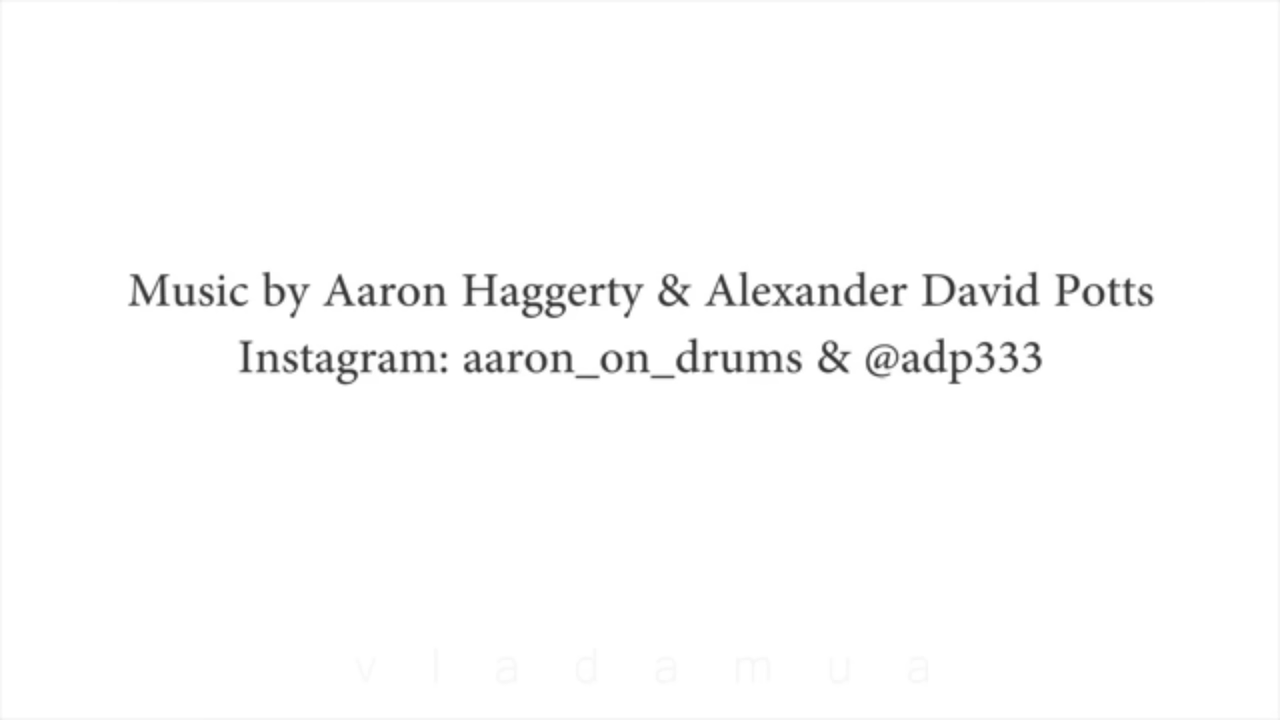 Music by Aaron Haggerty & Alexander David Potts
Instagram: aaron_on_drums & @adp333
v l a d a m u a